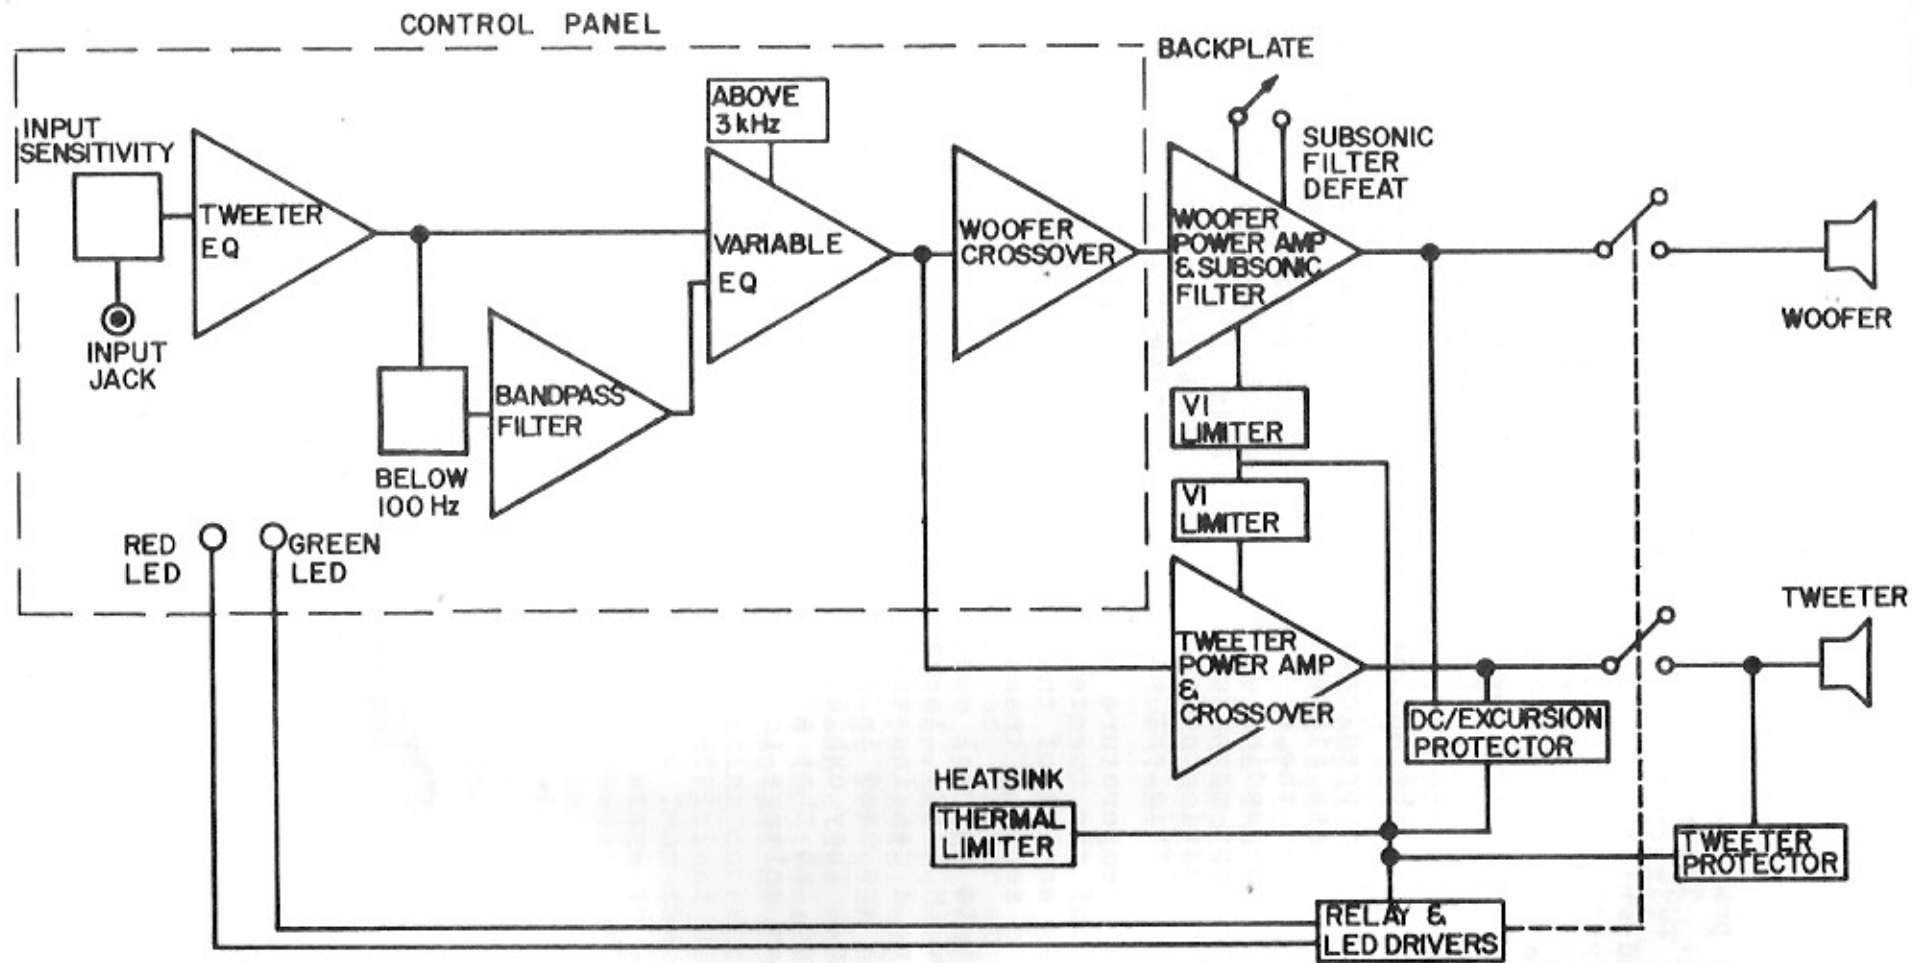 CONTROL PANEL
BACKPLATE
ABOVE
3 kHz
INPUT
SENSITIVITY
SUBSONIC
FILTER
DEFEAT
TWEETER
EQ
VARIABLE
EQ
WOOFER
CROSSOVER
WOOFER
POWER AMP
& SUBSONIC
FILTER
WOOFER
INPUT
JACK
BANDPASS
FILTER
BELOW
100 Hz
VI
LIMITER
VI
LIMITER
RED
LED
GREEN
LED
TWEETER
POWER AMP
&
CROSSOVER
TWEETER
DC/EXCURSION
PROTECTOR
HEATSINK
THERMAL
LIMITER
TWEETER
PROTECTOR
RELAY &
LED DRIVERS